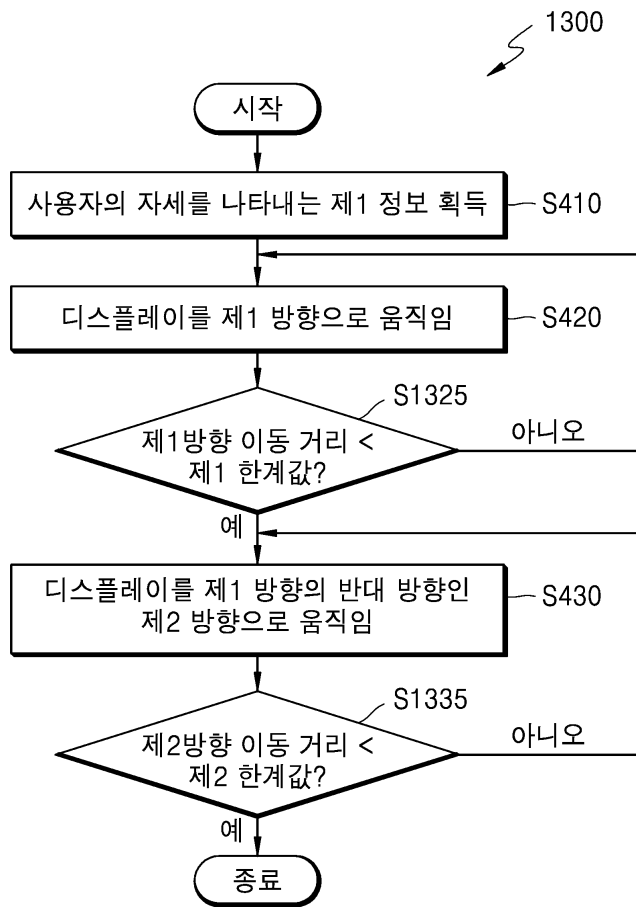 1300
시작
사용자의 자세를 나타내는 제1 정보 획득
S410
디스플레이를 제1 방향으로 움직임
S420
S1325
제1방향 이동 거리 <
제1 한계값?
아니오
예
디스플레이를 제1 방향의 반대 방향인
제2 방향으로 움직임
S430
S1335
제2방향 이동 거리 <
제2 한계값?
아니오
예
종료